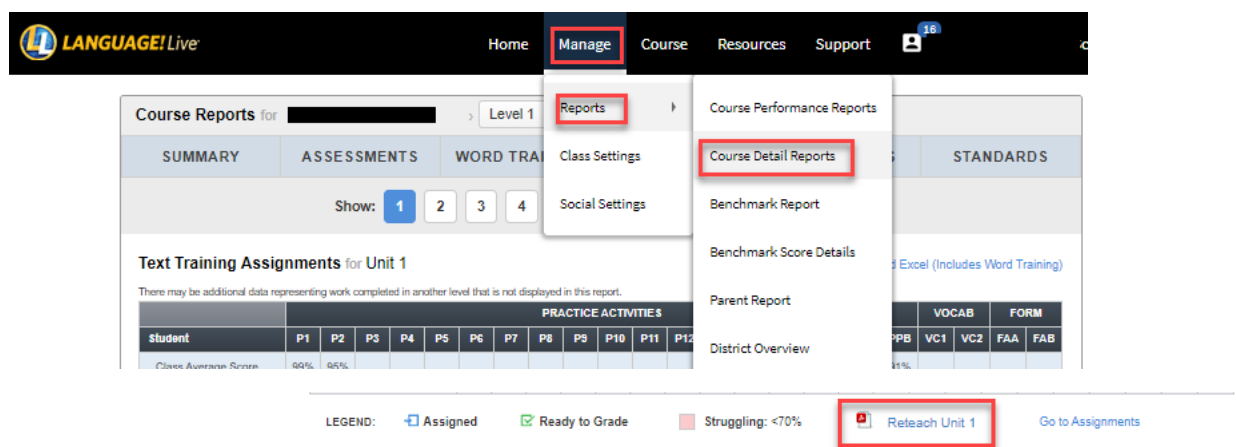 LANGUAGE! Live
Home Manage Course Resources Support 16
Course Reports for Level 1
Reports Course Performance Reports
SUMMARY ASSESSMENTS WORD TRAI Class Settings Course Detail Reports STANDARDS
Show: 1 2 3 4 Social Settings Benchmark Report
Benchmark Score Details
Text Training Assignments for Unit 1 Excel (Includes Word Training)
There may be additional data representing work completed in another level that is not displayed in this report.
Parent Report
PRACTICE ACTIVITIES VOCAB FORM
Student P1 P2 P3 P4 P5 P6 P7 P8 P9 P10 P11 P12 PPB VC1 VC2 FAA FAB
District Overview
Class Average Score 99% 95% 91%
LEGEND: Assigned Ready to Grade Struggling: <70% Reteach Unit 1 Go to Assignments